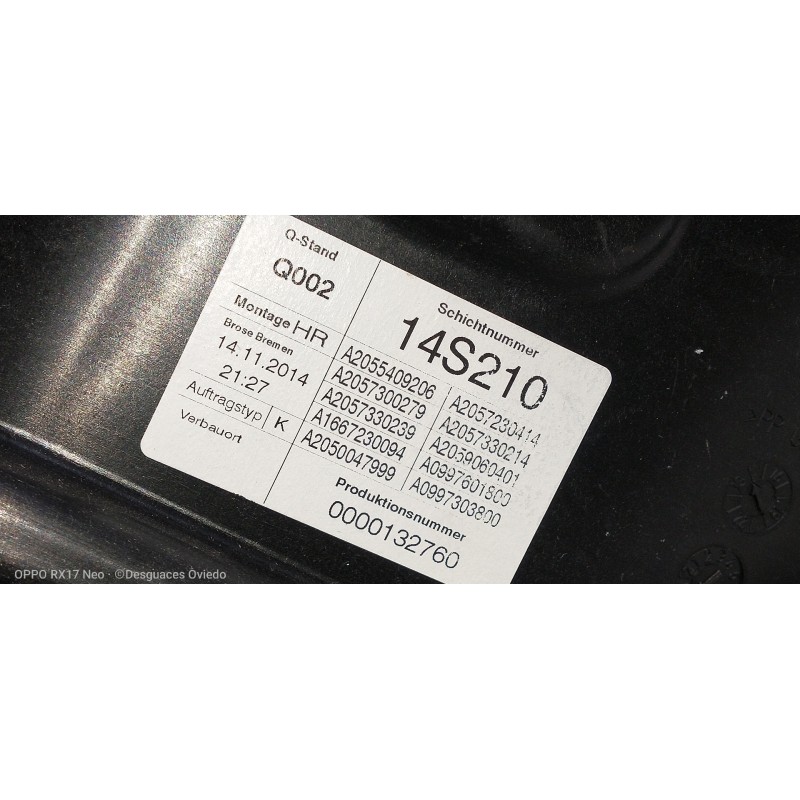 Q-Stand
Q002
Schichtnummer
14S210
Montage HR
Brose Bremen
14.11.2014
21:27
Auftragstyp K
Verbauort
A2055409206 A2057230414
A2057300279 A2057330214
A2057330239 A2059060401
A1667230094 A0997601800
A2050047999 A0997303800
Produktionsnummer
0000132760
OPPO RX17 Neo · ©Desguaces Oviedo